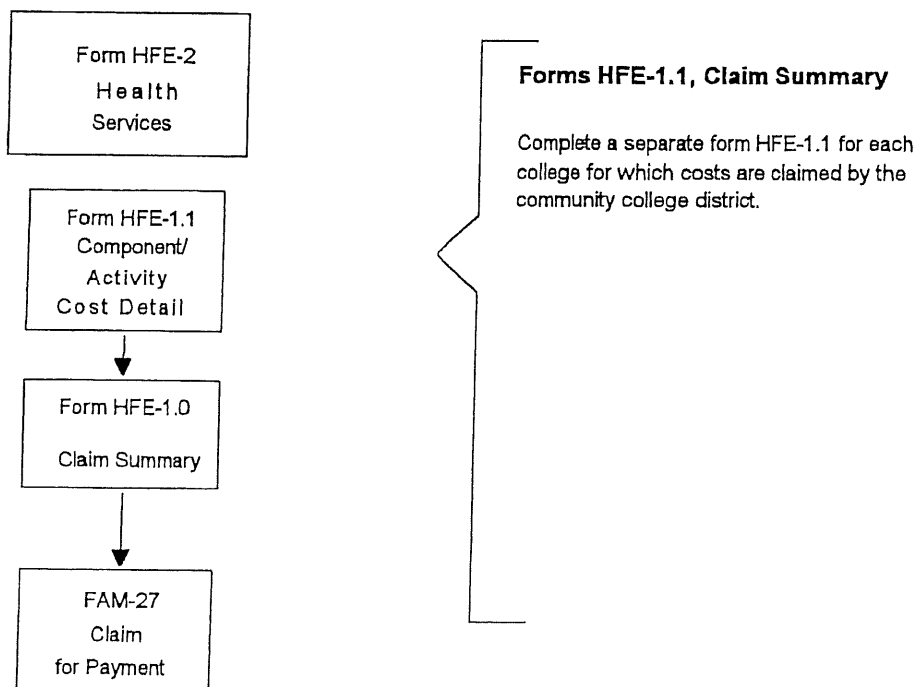 Form HFE-2
Health
Services
Form HFE-1.1
Component/
Activity
Cost Detail
Form HFE-1.0
Claim Summary
FAM-27
Claim
for Payment
Forms HFE-1.1, Claim Summary
Complete a separate form HFE-1.1 for each
college for which costs are claimed by the
community college district.